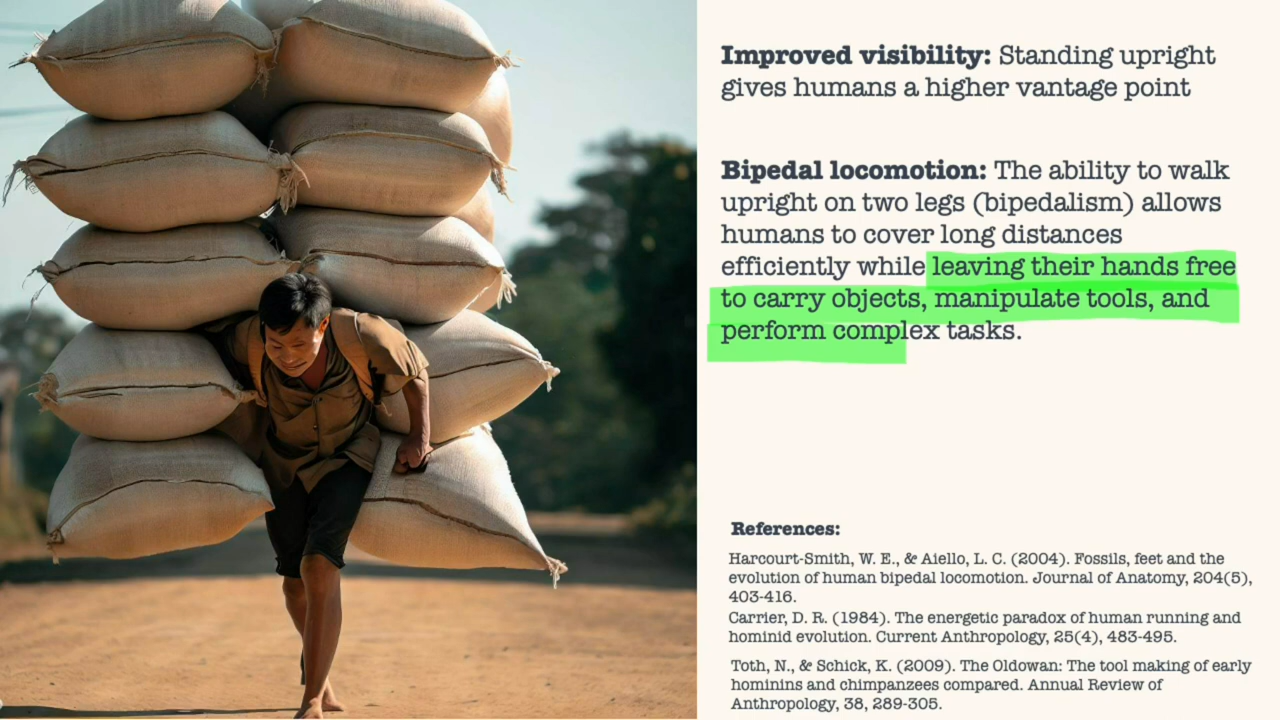 Improved visibility: Standing upright
gives humans a higher vantage point
Bipedal locomotion: The ability to walk
upright on two legs (bipedalism) allows
humans to cover long distances
efficiently while leaving their hands free
to carry objects, manipulate tools, and
perform complex tasks.
References:
Harcourt-Smith, W. E., & Aiello, L. C. (2004). Fossils, feet and the
evolution of human bipedal locomotion. Journal of Anatomy, 204(5),
403-416.
Carrier, D. R. (1984). The energetic paradox of human running and
hominid evolution. Current Anthropology, 25(4), 483-495.
Toth, N., & Schick, K. (2009). The Oldowan: The tool making of early
hominins and chimpanzees compared. Annual Review of
Anthropology, 38, 289-305.